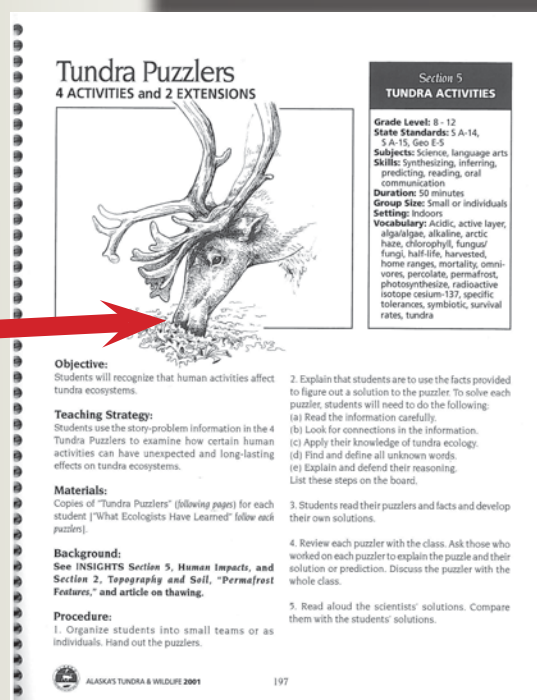 Tundra Puzzlers
4 ACTIVITIES and 2 EXTENSIONS
Section 5
TUNDRA ACTIVITIES
Grade Level: 8 - 12
State Standards: S A-14,
S A-15, Geo E-5
Subjects: Science, language arts
Skills: Synthesizing, inferring,
predicting, reading, oral
communication
Duration: 50 minutes
Group Size: Small or individuals
Setting: Indoors
Vocabulary: Acidic, active layer,
alga/algae, alkaline, arctic
haze, chlorophyll, fungus/
fungi, half-life, harvested,
home ranges, mortality, omni-
vores, percolate, permafrost,
photosynthesize, radioactive
isotope cesium-137, specific
tolerances, symbiotic, survival
rates, tundra
Objective:
Students will recognize that human activities affect
tundra ecosystems.
Teaching Strategy:
Students use the story-problem information in the 4
Tundra Puzzlers to examine how certain human
activities can have unexpected and long-lasting
effects on tundra ecosystems.
Materials:
Copies of "Tundra Puzzlers" (following pages) for each
student ["What Ecologists Have Learned" follow each
puzzler].
Background:
See INSIGHTS Section 5, Human Impacts, and
Section 2, Topography and Soil, "Permafrost
Features," and article on thawing.
Procedure:
1. Organize students into small teams or as
individuals. Hand out the puzzlers.
2. Explain that students are to use the facts provided
to figure out a solution to the puzzler. To solve each
puzzler, students will need to do the following:
(a) Read the information carefully.
(b) Look for connections in the information.
(c) Apply their knowledge of tundra ecology.
(d) Find and define all unknown words.
(e) Explain and defend their reasoning.
List these steps on the board.
3. Students read their puzzlers and facts and develop
their own solutions.
4. Review each puzzler with the class. Ask those who
worked on each puzzler to explain the puzzle and their
solution or prediction. Discuss the puzzler with the
whole class.
5. Read aloud the scientists' solutions. Compare
them with the students' solutions.
ALASKA'S TUNDRA & WILDLIFE 2001
197